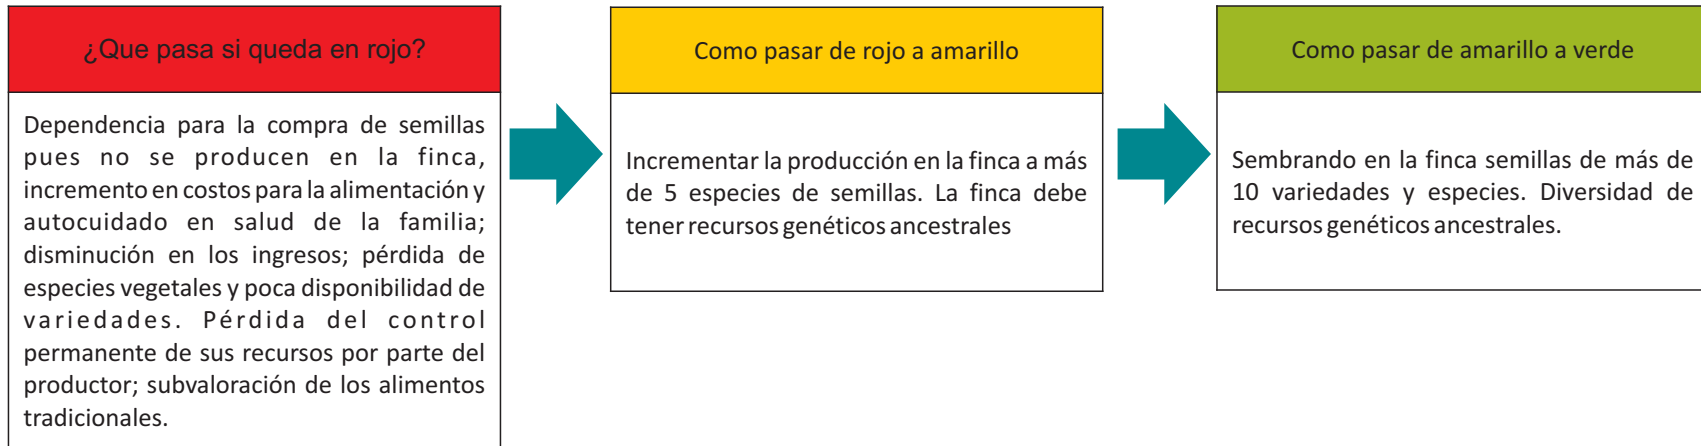 ¿Que pasa si queda en rojo?
Dependencia para la compra de semillas
pues no se producen en la finca,
incremento en costos para la alimentación y
autocuidado en salud de la familia;
disminución en los ingresos; pérdida de
especies vegetales y poca disponibilidad de
variedades. Pérdida del control
permanente de sus recursos por parte del
productor; subvaloración de los alimentos
tradicionales.
Como pasar de rojo a amarillo
Incrementar la producción en la finca a más
de 5 especies de semillas. La finca debe
tener recursos genéticos ancestrales
Como pasar de amarillo a verde
Sembrando en la finca semillas de más de
10 variedades y especies. Diversidad de
recursos genéticos ancestrales.